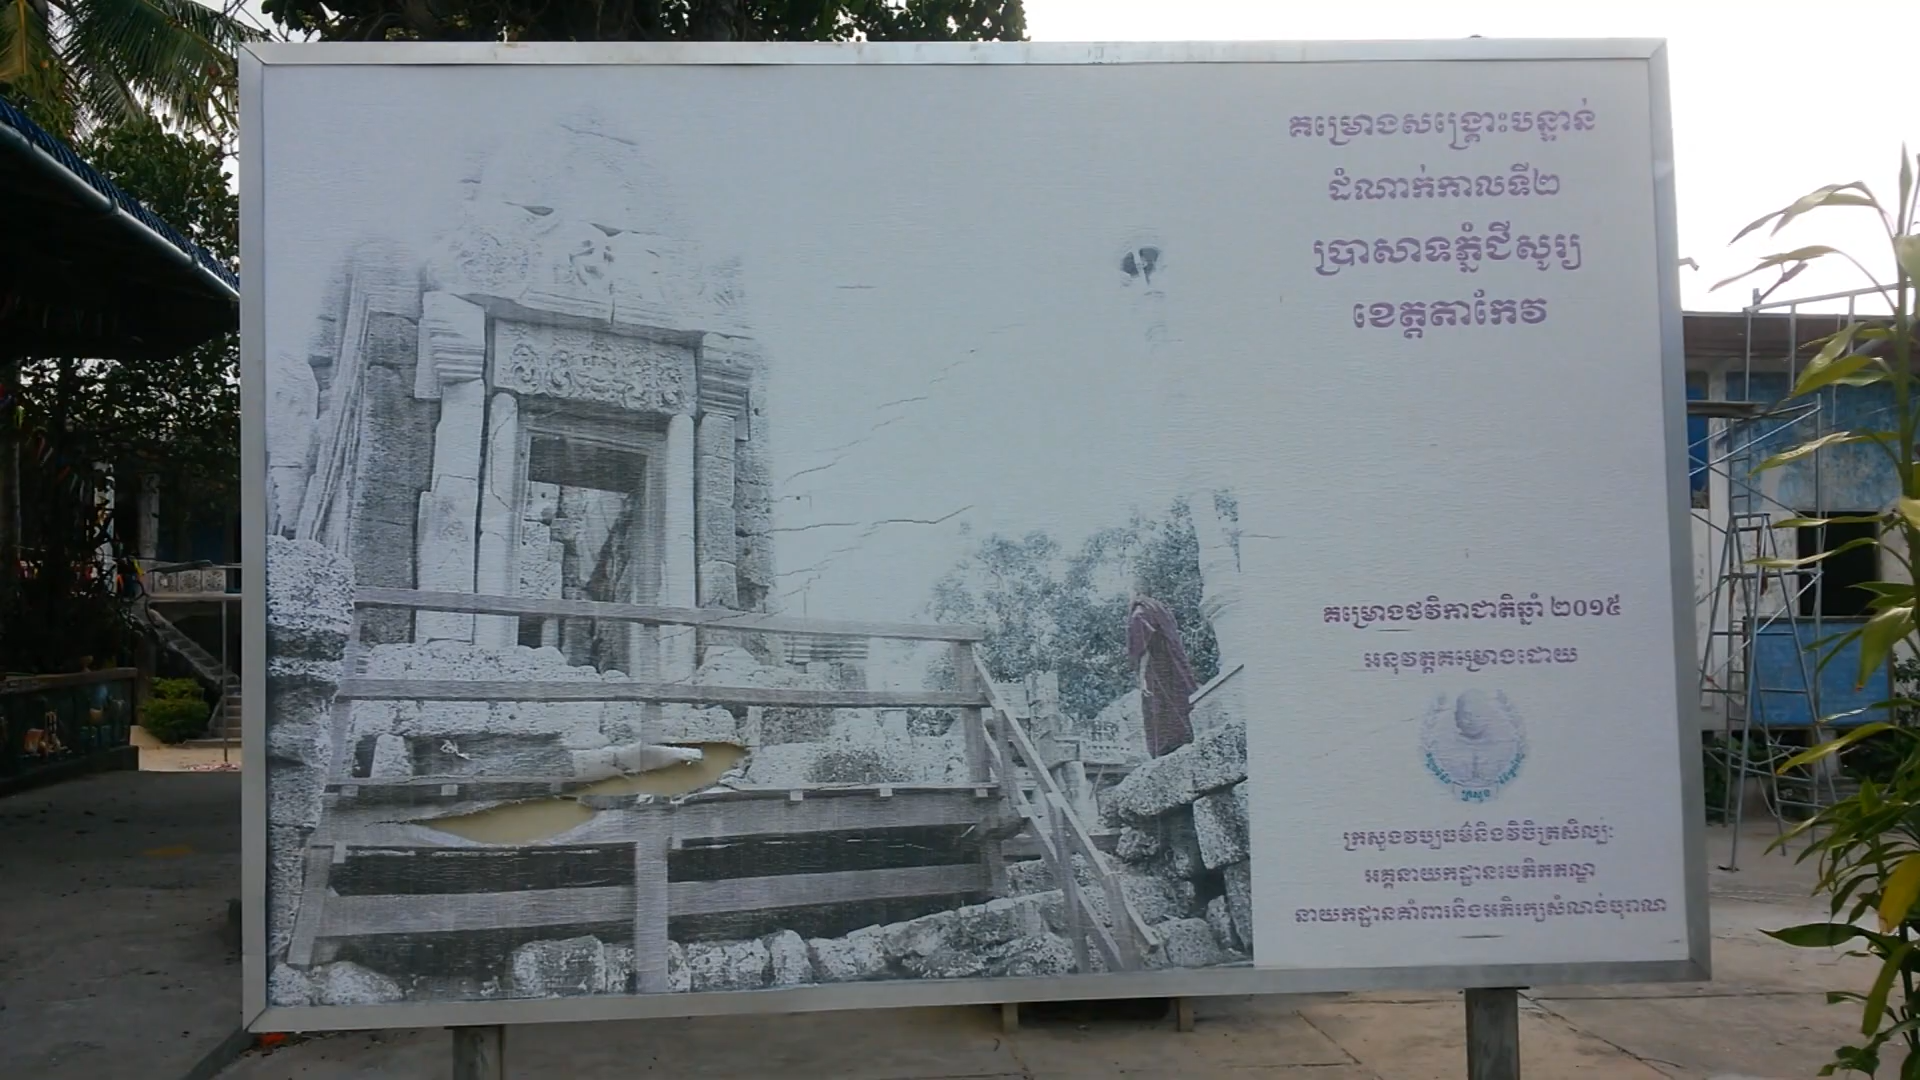 គម្រោងសង្គ្រោះបន្ទាន់
ដំណាក់កាលទី២
ប្រាសាទភ្នំជីសូរ្យ
ខេត្តតាកែវ
គម្រោងថវិកាជាតិឆ្នាំ ២០១៥
អនុវត្តគម្រោងដោយ
ក្រសួងវប្បធម៌និងវិចិត្រសិល្បៈ
អគ្គនាយកដ្ឋានបេតិកភណ្ឌ
នាយកដ្ឋានគាំពារនិងអភិរក្សសំណង់បុរាណ